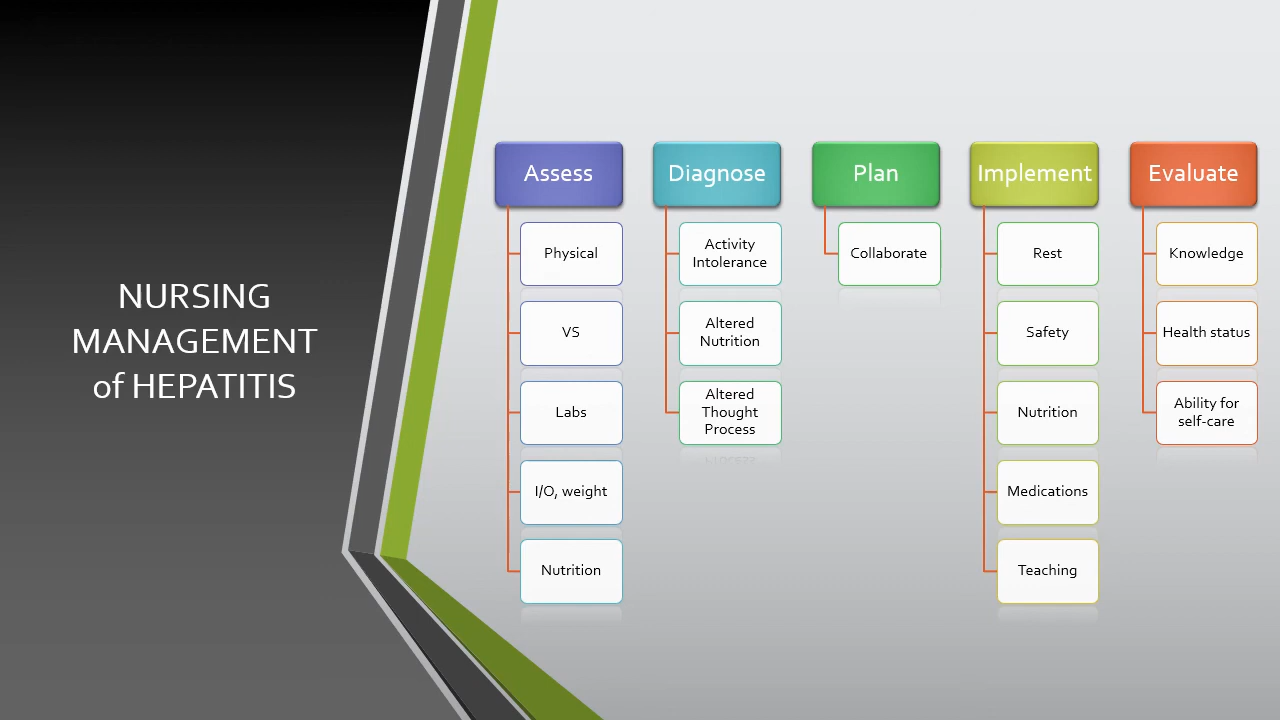 NURSING
MANAGEMENT
of HEPATITIS
Assess
Physical
VS
Labs
I/O, weight
Nutrition
Diagnose
Activity
Intolerance
Altered
Nutrition
Altered
Thought
Process
Plan
Collaborate
Implement
Rest
Safety
Nutrition
Medications
Teaching
Evaluate
Knowledge
Health status
Ability for
self-care